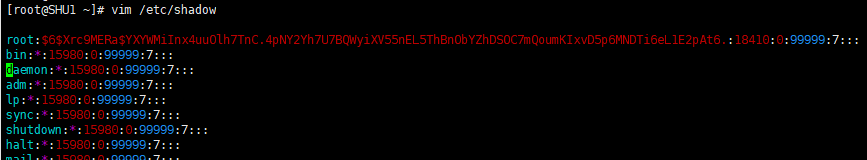 [root@SHU1 ~]# vim /etc/shadow
root:$6$Xrc9MERa$YXYWMiInx4uuOlh7TnC.4pNY2Yh7U7BQWyiXV55nEL5ThBnObYZhDSOC7mQoumKIxvD5p6MNDTi6eL1E2pAt6.:18410:0:99999:7:::
bin:*:15980:0:99999:7:::
daemon:*:15980:0:99999:7:::
adm:*:15980:0:99999:7:::
lp:*:15980:0:99999:7:::
sync:*:15980:0:99999:7:::
shutdown:*:15980:0:99999:7:::
halt:*:15980:0:99999:7:::
mail:*:15980:0:99999:7:::